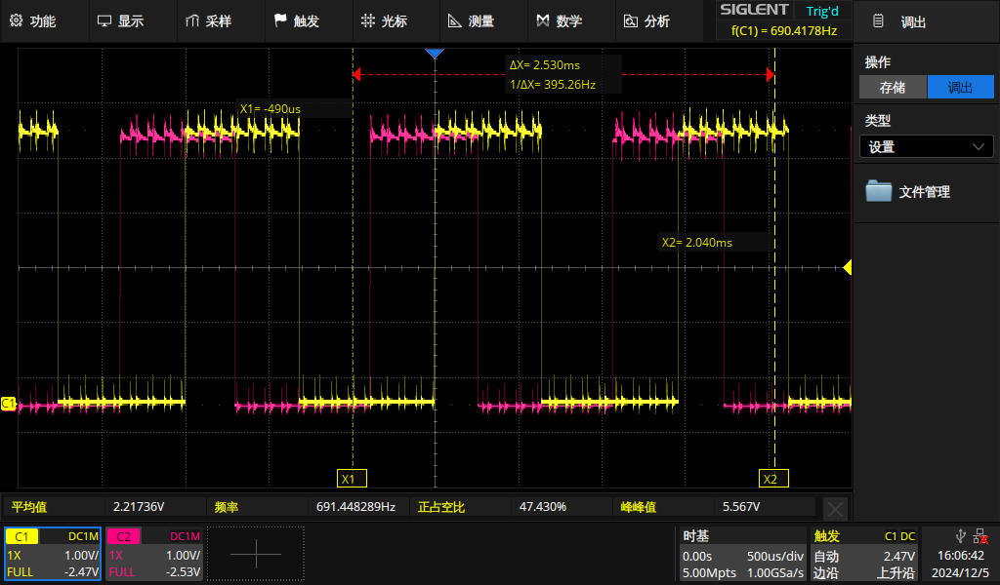 功能 显示 采样 触发 光标 测量 数学 分析 SIGLENT Trig'd
f(C1) = 690.4178Hz
调出
操作
存储 调出
类型
设置
文件管理
ΔX= 2.530ms
1/ΔX= 395.26Hz
X1= -490us
X2= 2.040ms
C1
X1 X2
平均值 2.21736V 频率 691.448289Hz 正占空比 47.430% 峰峰值 5.567V
C1 DC1M
1X 1.00V/
FULL -2.47V
C2 DC1M
1X 1.00V/
FULL -2.53V
时基
0.00s 500us/div
5.00Mpts 1.00GSa/s
触发 C1 DC
自动 2.47V
边沿 上升沿
16:06:42
2024/12/5